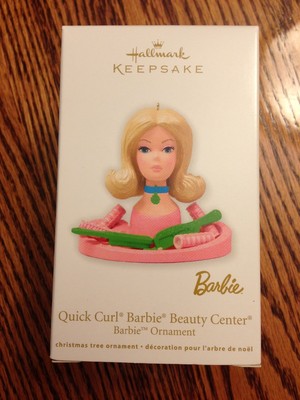 Hallmark
KEEPSAKE
Barbie
Quick Curl® Barbie® Beauty Center®
Barbie™ Ornament
christmas tree ornament • décoration pour l'arbre de noël